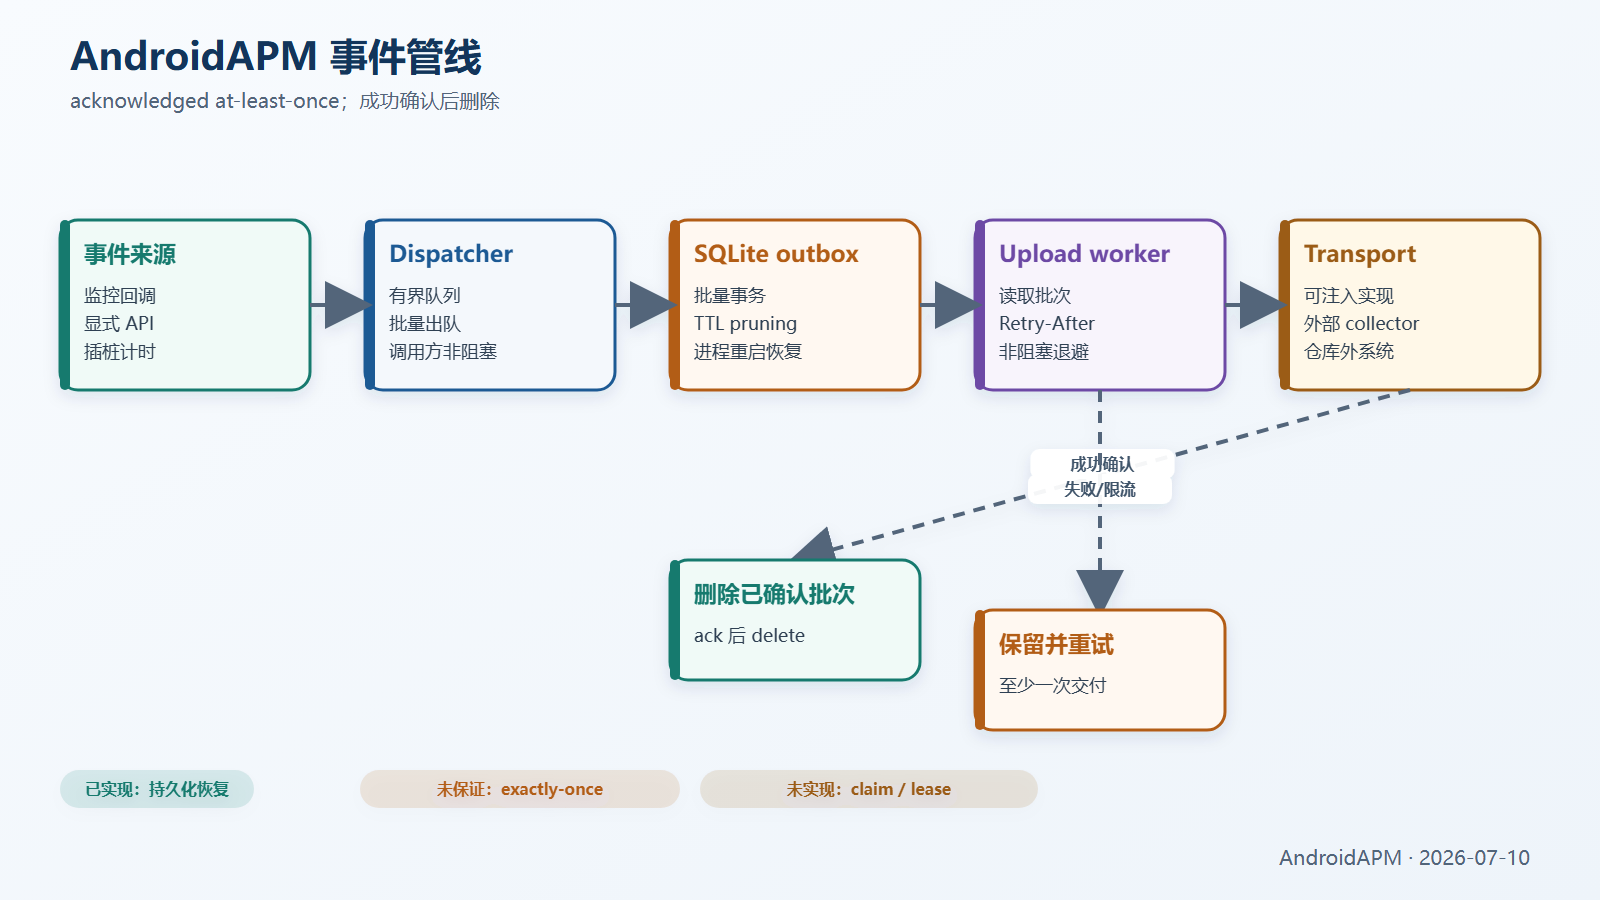 AndroidAPM 事件管线
acknowledged at-least-once；成功确认后删除
事件来源
监控回调
显式 API
插桩计时
Dispatcher
有界队列
批量出队
调用方非阻塞
SQLite outbox
批量事务
TTL pruning
进程重启恢复
Upload worker
读取批次
Retry-After
非阻塞退避
Transport
可注入实现
外部 collector
仓库外系统
成功确认
失败/限流
删除已确认批次
ack 后 delete
保留并重试
至少一次交付
已实现：持久化恢复
未保证：exactly-once
未实现：claim / lease
AndroidAPM · 2026-07-10